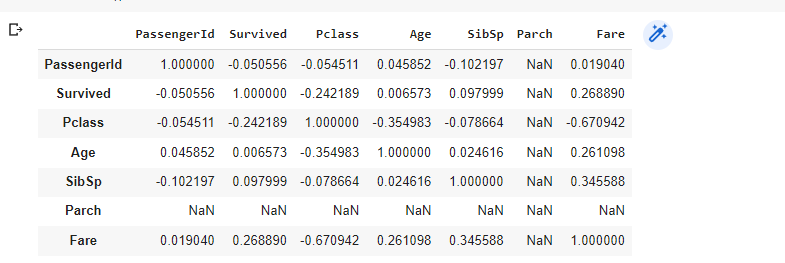 PassengerId Survived Pclass Age SibSp Parch Fare
PassengerId 1.000000 -0.050556 -0.054511 0.045852 -0.102197 NaN 0.019040
Survived -0.050556 1.000000 -0.242189 0.006573 0.097999 NaN 0.268890
Pclass -0.054511 -0.242189 1.000000 -0.354983 -0.078664 NaN -0.670942
Age 0.045852 0.006573 -0.354983 1.000000 0.024616 NaN 0.261098
SibSp -0.102197 0.097999 -0.078664 0.024616 1.000000 NaN 0.345588
Parch NaN NaN NaN NaN NaN NaN NaN
Fare 0.019040 0.268890 -0.670942 0.261098 0.345588 NaN 1.000000